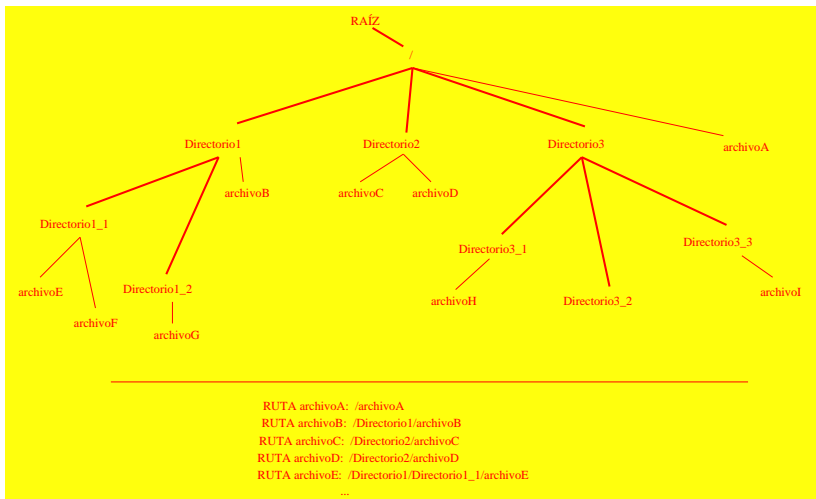 RAÍZ
/
Directorio1 Directorio2 Directorio3 archivoA
archivoB archivoC archivoD
Directorio1_1 Directorio3_1 Directorio3_3
archivoE Directorio1_2 archivoH Directorio3_2 archivoI
archivoF archivoG
RUTA archivoA: /archivoA
RUTA archivoB: /Directorio1/archivoB
RUTA archivoC: /Directorio2/archivoC
RUTA archivoD: /Directorio2/archivoD
RUTA archivoE: /Directorio1/Directorio1_1/archivoE
...